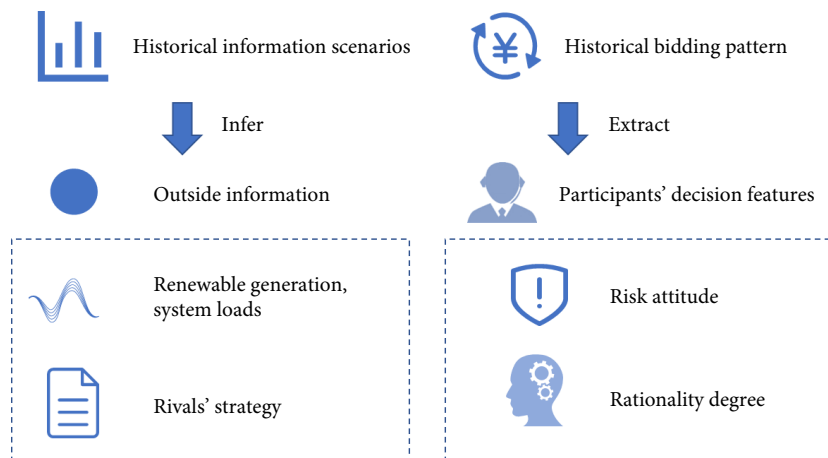 Historical information scenarios
¥
Historical bidding pattern
Infer
Extract
Outside information
Participants’ decision features
Renewable generation,
system loads
Risk attitude
Rivals’ strategy
Rationality degree